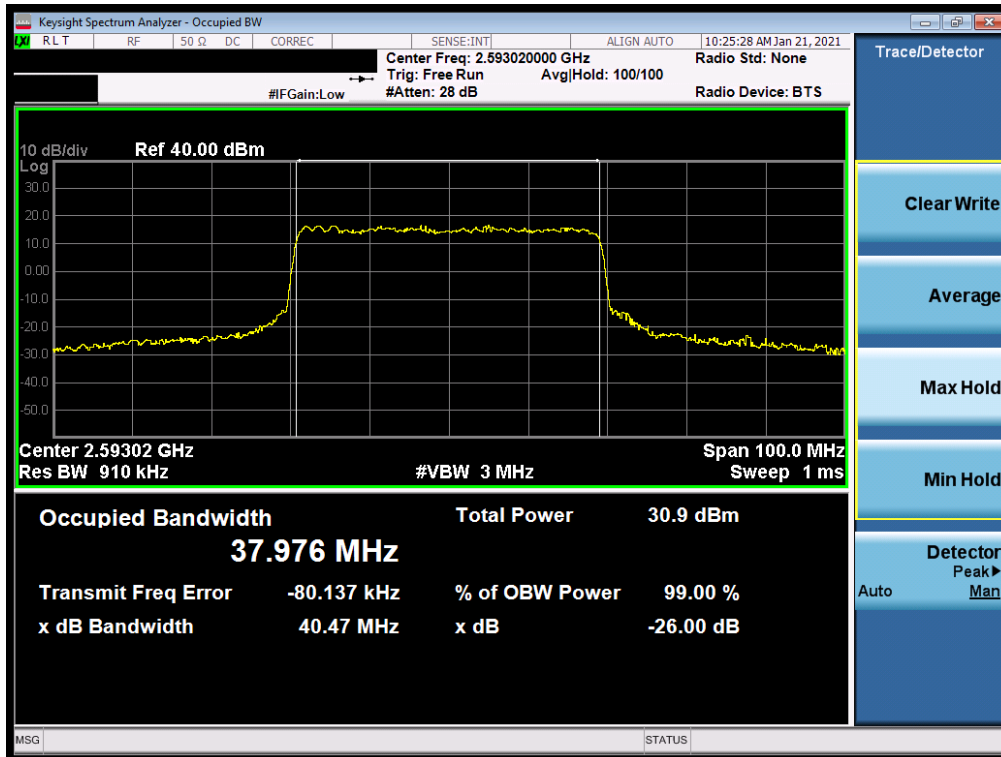 Keysight Spectrum Analyzer - Occupied BW
LXI RLT RF 50 Ω DC CORREC SENSE:INT ALIGN AUTO 10:25:28 AM Jan 21, 2021
Center Freq: 2.593020000 GHz Radio Std: None
Trig: Free Run Avg|Hold: 100/100
#IFGain:Low #Atten: 28 dB Radio Device: BTS
10 dB/div Ref 40.00 dBm
Log
30.0
20.0
10.0
0.00
-10.0
-20.0
-30.0
-40.0
-50.0
Center 2.59302 GHz Span 100.0 MHz
Res BW 910 kHz #VBW 3 MHz Sweep 1 ms
Occupied Bandwidth Total Power 30.9 dBm
37.976 MHz
Transmit Freq Error -80.137 kHz % of OBW Power 99.00 %
x dB Bandwidth 40.47 MHz x dB -26.00 dB
MSG STATUS
Trace/Detector
Clear Write
Average
Max Hold
Min Hold
Detector
Peak▶
Auto Man